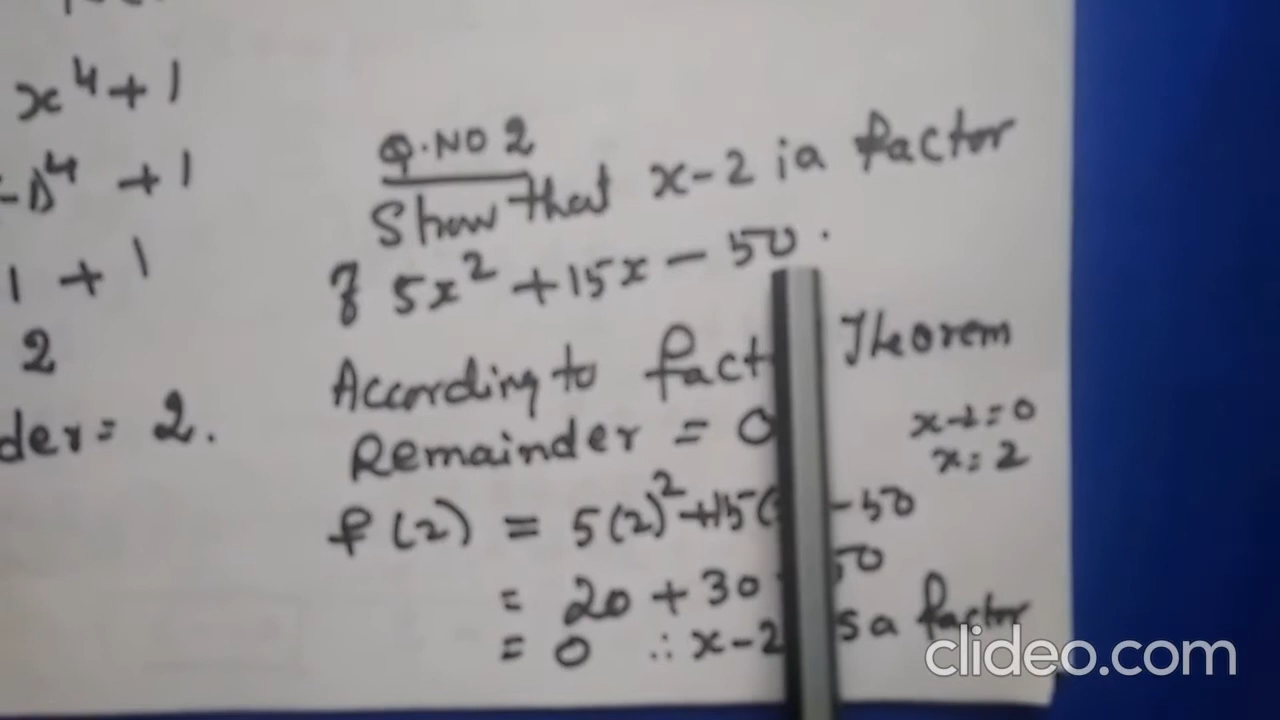 x⁴+1
-1)⁴ +1
1 + 1
2
der = 2.
Q.NO 2
Show that x-2 ia factor
of 5x²+15x-50.
According to fact Theorem
Remainder = 0
x-2=0
x=2
f(2) = 5(2)²+15( -50
= 20+30 50
= 0 ∴ x-2 s a factor
clideo.com